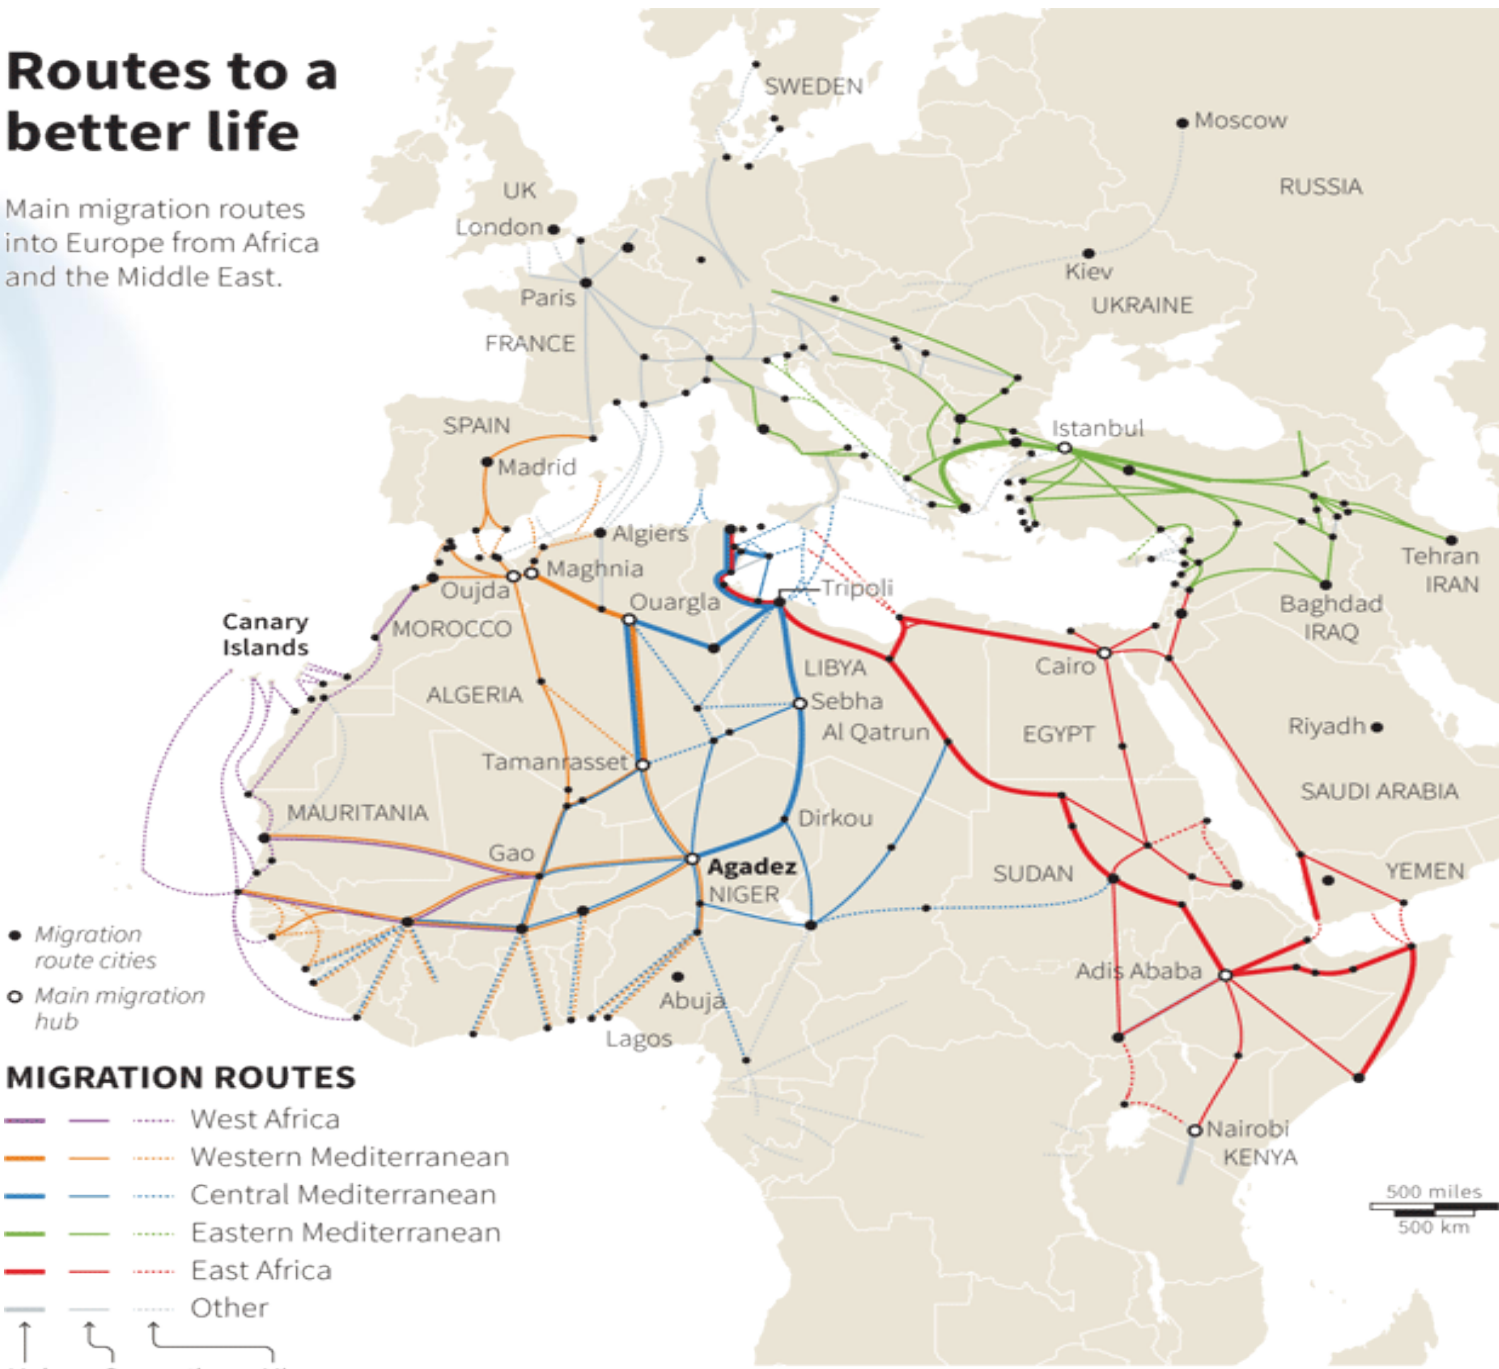 Routes to a
better life
Main migration routes
into Europe from Africa
and the Middle East.
SWEDEN
Moscow
RUSSIA
UK
London
Kiev
Paris
UKRAINE
FRANCE
SPAIN
Istanbul
Madrid
Algiers
Tehran
IRAN
Maghnia
Oujda
Tripoli
Ouargla
Baghdad
IRAQ
Canary
Islands
MOROCCO
LIBYA
Cairo
ALGERIA
Sebha
Al Qatrun
EGYPT
Riyadh
Tamanrasset
SAUDI ARABIA
MAURITANIA
Dirkou
Gao
Agadez
NIGER
SUDAN
YEMEN
Adis Ababa
Abuja
Lagos
Nairobi
KENYA
Migration
route cities
Main migration
hub
MIGRATION ROUTES
West Africa
Western Mediterranean
Central Mediterranean
Eastern Mediterranean
East Africa
Other
500 miles
500 km